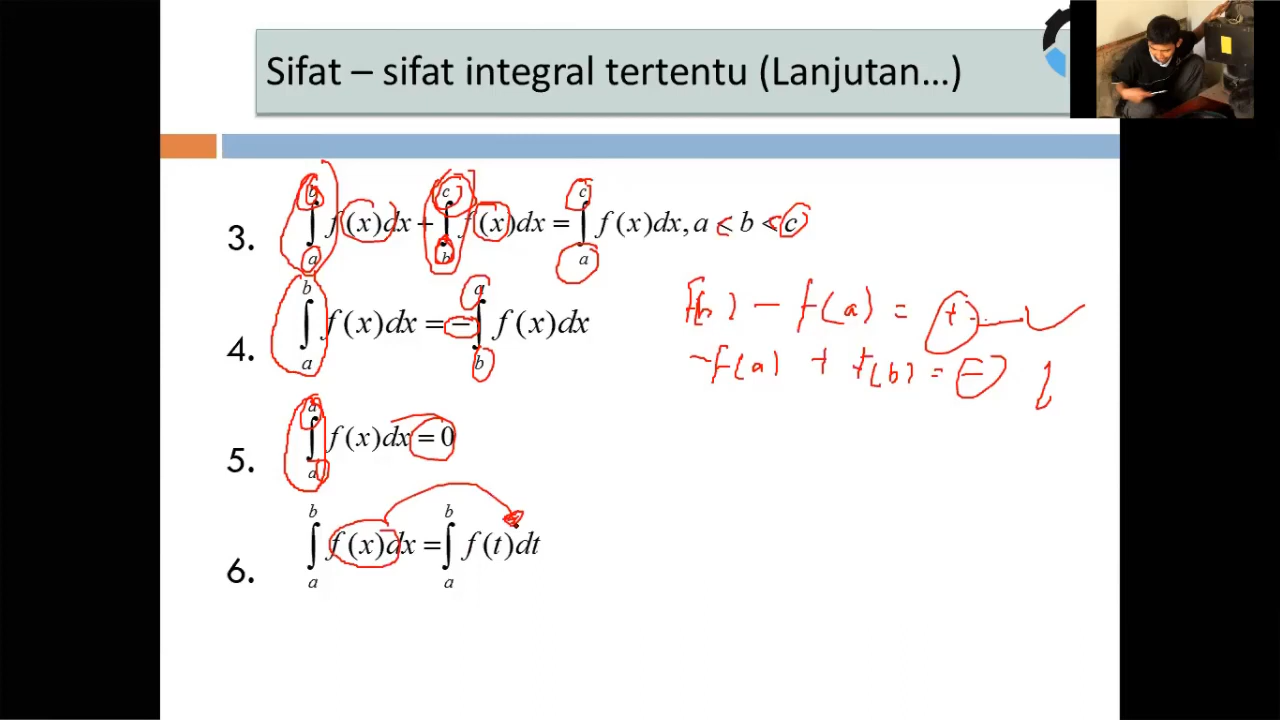 Sifat – sifat integral tertentu (Lanjutan...)
3. ∫_a^b f(x)dx + ∫_b^c f(x)dx = ∫_a^c f(x)dx, a < b < c
4. ∫_a^b f(x)dx = −∫_b^a f(x)dx
f(b) − f(a) = +
−f(a) + f(b) = −
5. ∫_a^a f(x)dx = 0
6. ∫_a^b f(x)dx = ∫_a^b f(t)dt